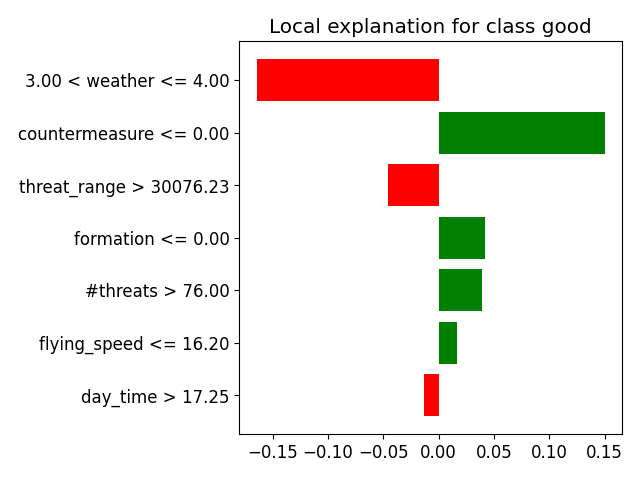 Local explanation for class good
3.00 < weather <= 4.00
countermeasure <= 0.00
threat_range > 30076.23
formation <= 0.00
#threats > 76.00
flying_speed <= 16.20
day_time > 17.25
−0.15 −0.10 −0.05 0.00 0.05 0.10 0.15